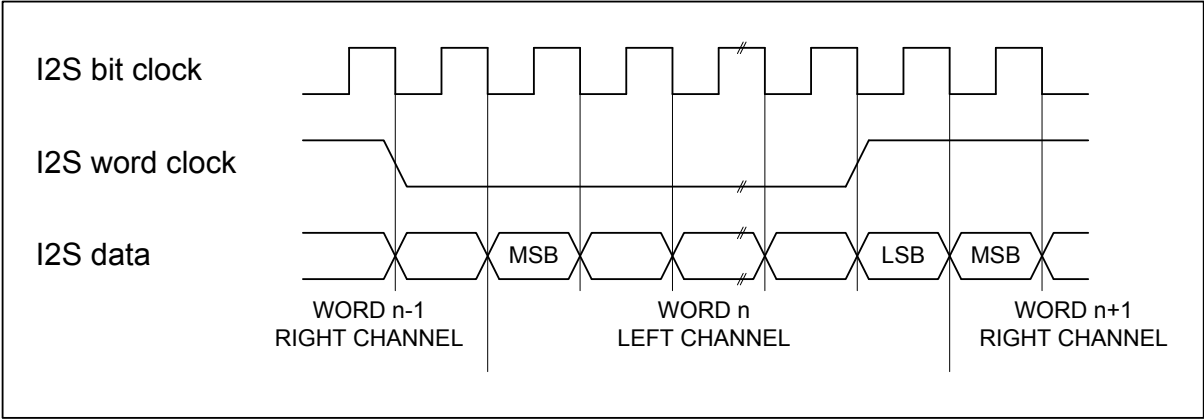 I2S bit clock
I2S word clock
I2S data
MSB
LSB
MSB
WORD n-1
RIGHT CHANNEL
WORD n
LEFT CHANNEL
WORD n+1
RIGHT CHANNEL